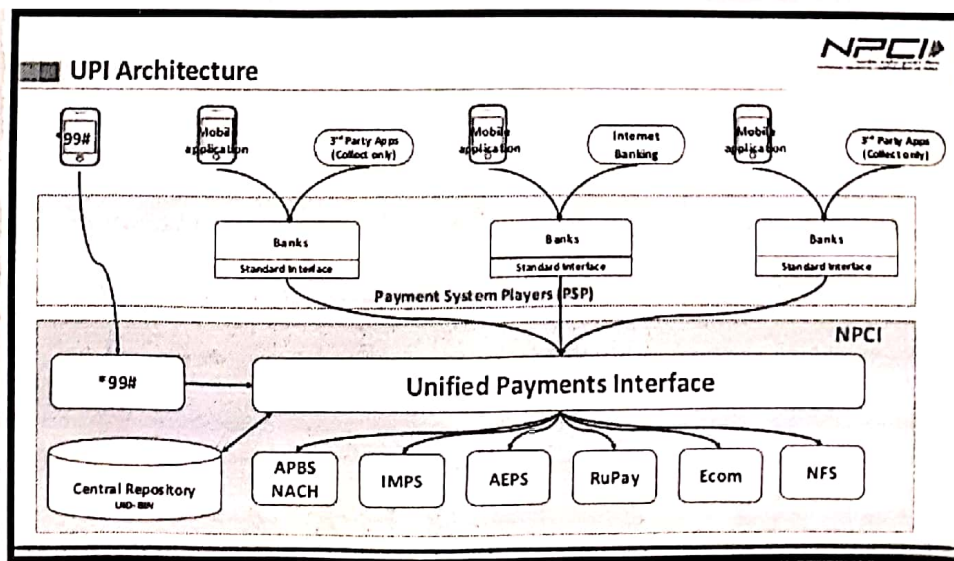 NPCI
UPI Architecture
*99#
Mobile
application
3rd Party Apps
(Collect only)
Mobile
application
Internet
Banking
Mobile
application
3rd Party Apps
(Collect only)
Banks
Standard Interface
Banks
Standard Interface
Banks
Standard Interface
Payment System Players (PSP)
NPCI
*99#
Unified Payments Interface
Central Repository
UID-BIN
APBS
NACH
IMPS
AEPS
RuPay
Ecom
NFS